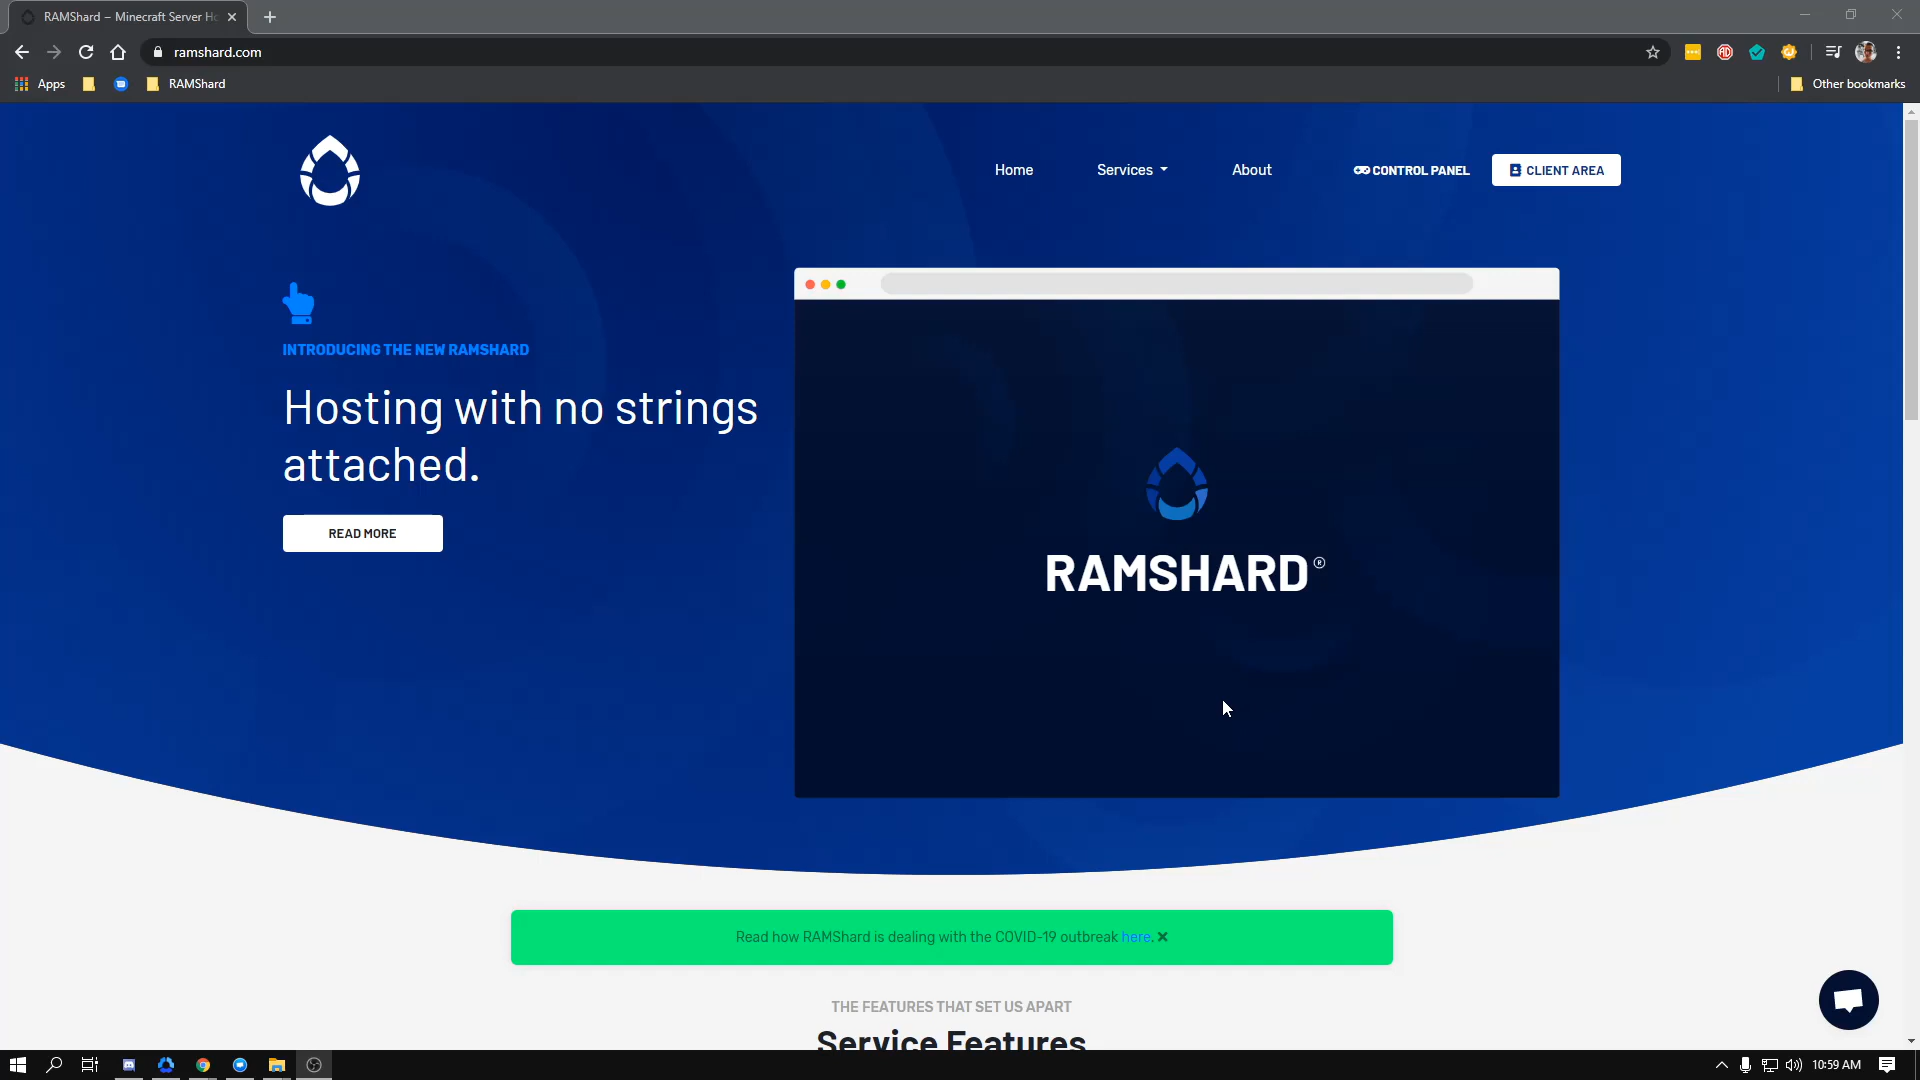 RAMShard – Minecraft Server Ho
ramshard.com
Apps
RAMShard
Other bookmarks
Home
Services
About
CONTROL PANEL
CLIENT AREA
INTRODUCING THE NEW RAMSHARD
Hosting with no strings
attached.
READ MORE
RAMSHARD®
Read how RAMShard is dealing with the COVID-19 outbreak here. ×
THE FEATURES THAT SET US APART
Service Features
10:59 AM